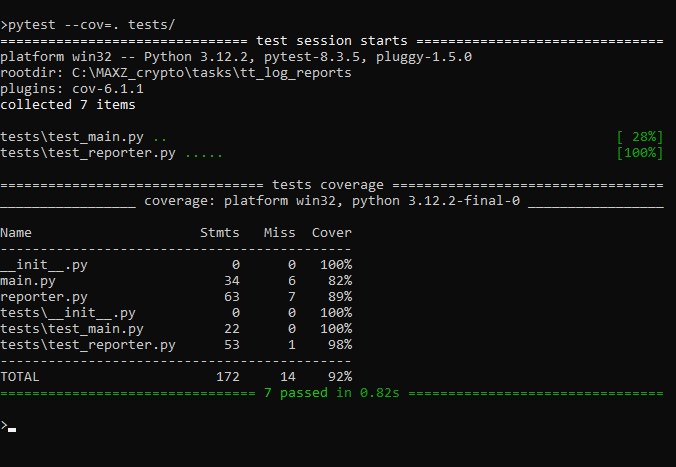 >pytest --cov=. tests/
============================== test session starts ===============================
platform win32 -- Python 3.12.2, pytest-8.3.5, pluggy-1.5.0
rootdir: C:\MAXZ_crypto\tasks\tt_log_reports
plugins: cov-6.1.1
collected 7 items
tests\test_main.py .. [ 28%]
tests\test_reporter.py ..... [100%]
================================= tests coverage ==================================
_________________ coverage: platform win32, python 3.12.2-final-0 _________________
Name Stmts Miss Cover
--------------------------------------------
__init__.py 0 0 100%
main.py 34 6 82%
reporter.py 63 7 89%
tests\__init__.py 0 0 100%
tests\test_main.py 22 0 100%
tests\test_reporter.py 53 1 98%
--------------------------------------------
TOTAL 172 14 92%
================================ 7 passed in 0.82s ================================
>